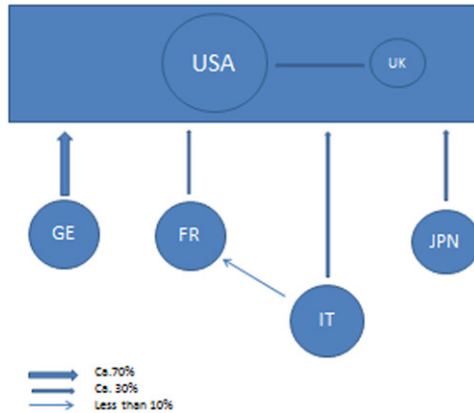 USA
UK
GE
FR
JPN
IT
Ca.70%
Ca. 30%
Less than 10%